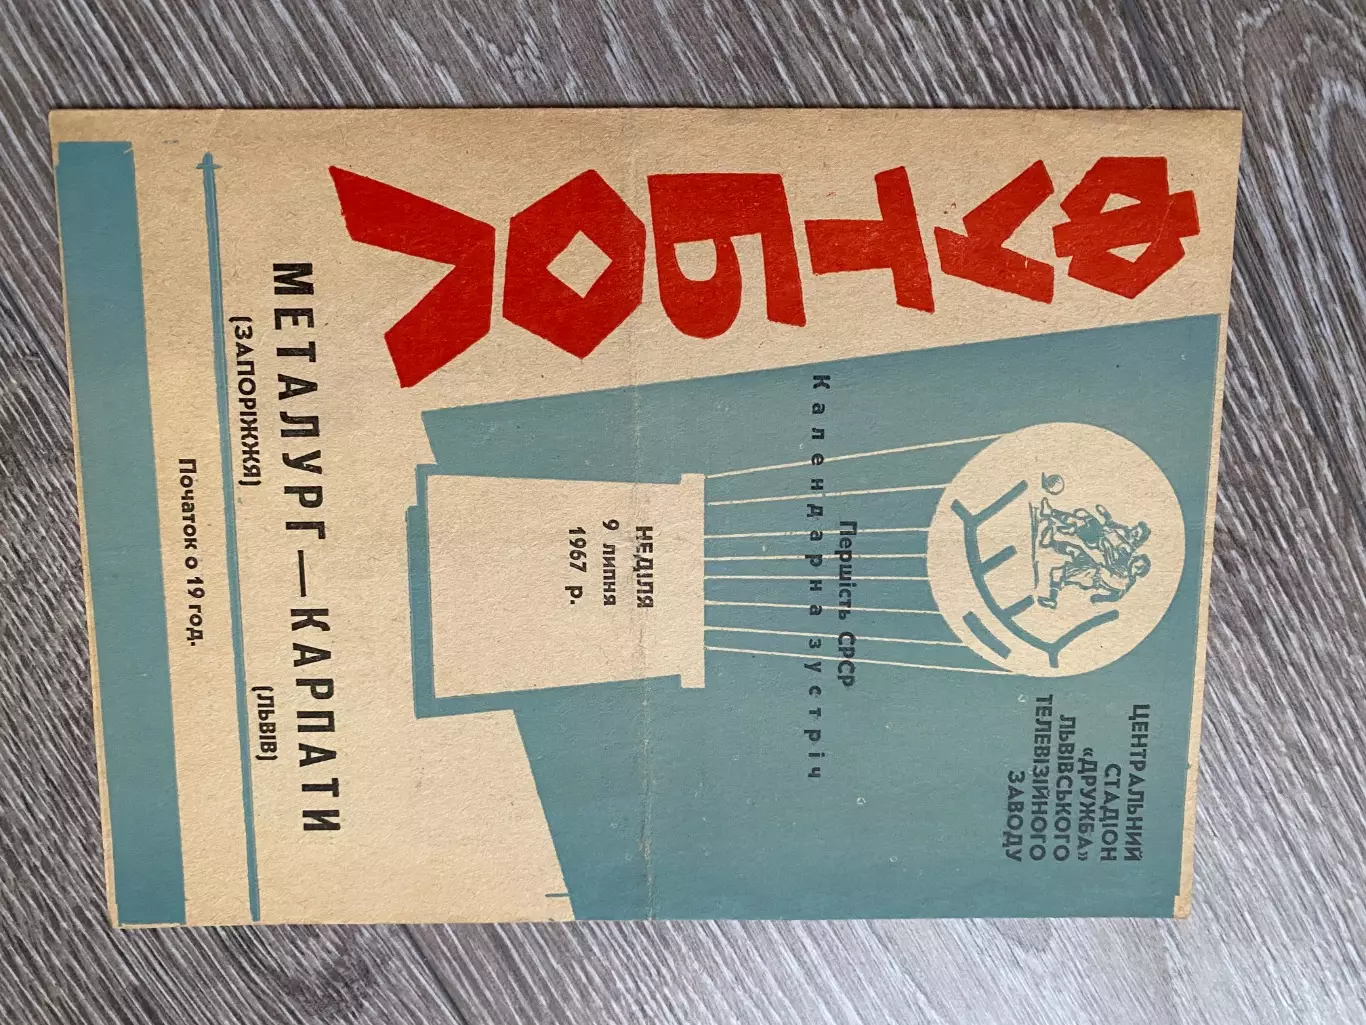 ФУТБОЛ
ЦЕНТРАЛЬНИЙ
СТАДІОН
«ДРУЖБА»
ЛЬВІВСЬКОГО
ТЕЛЕВІЗІЙНОГО
ЗАВОДУ
Першість СРСР
Календарна зустріч
НЕДІЛЯ
9 липня
1967 р.
МЕТАЛУРГ—КАРПАТИ
(ЗАПОРІЖЖЯ) (ЛЬВІВ)
Початок о 19 год.